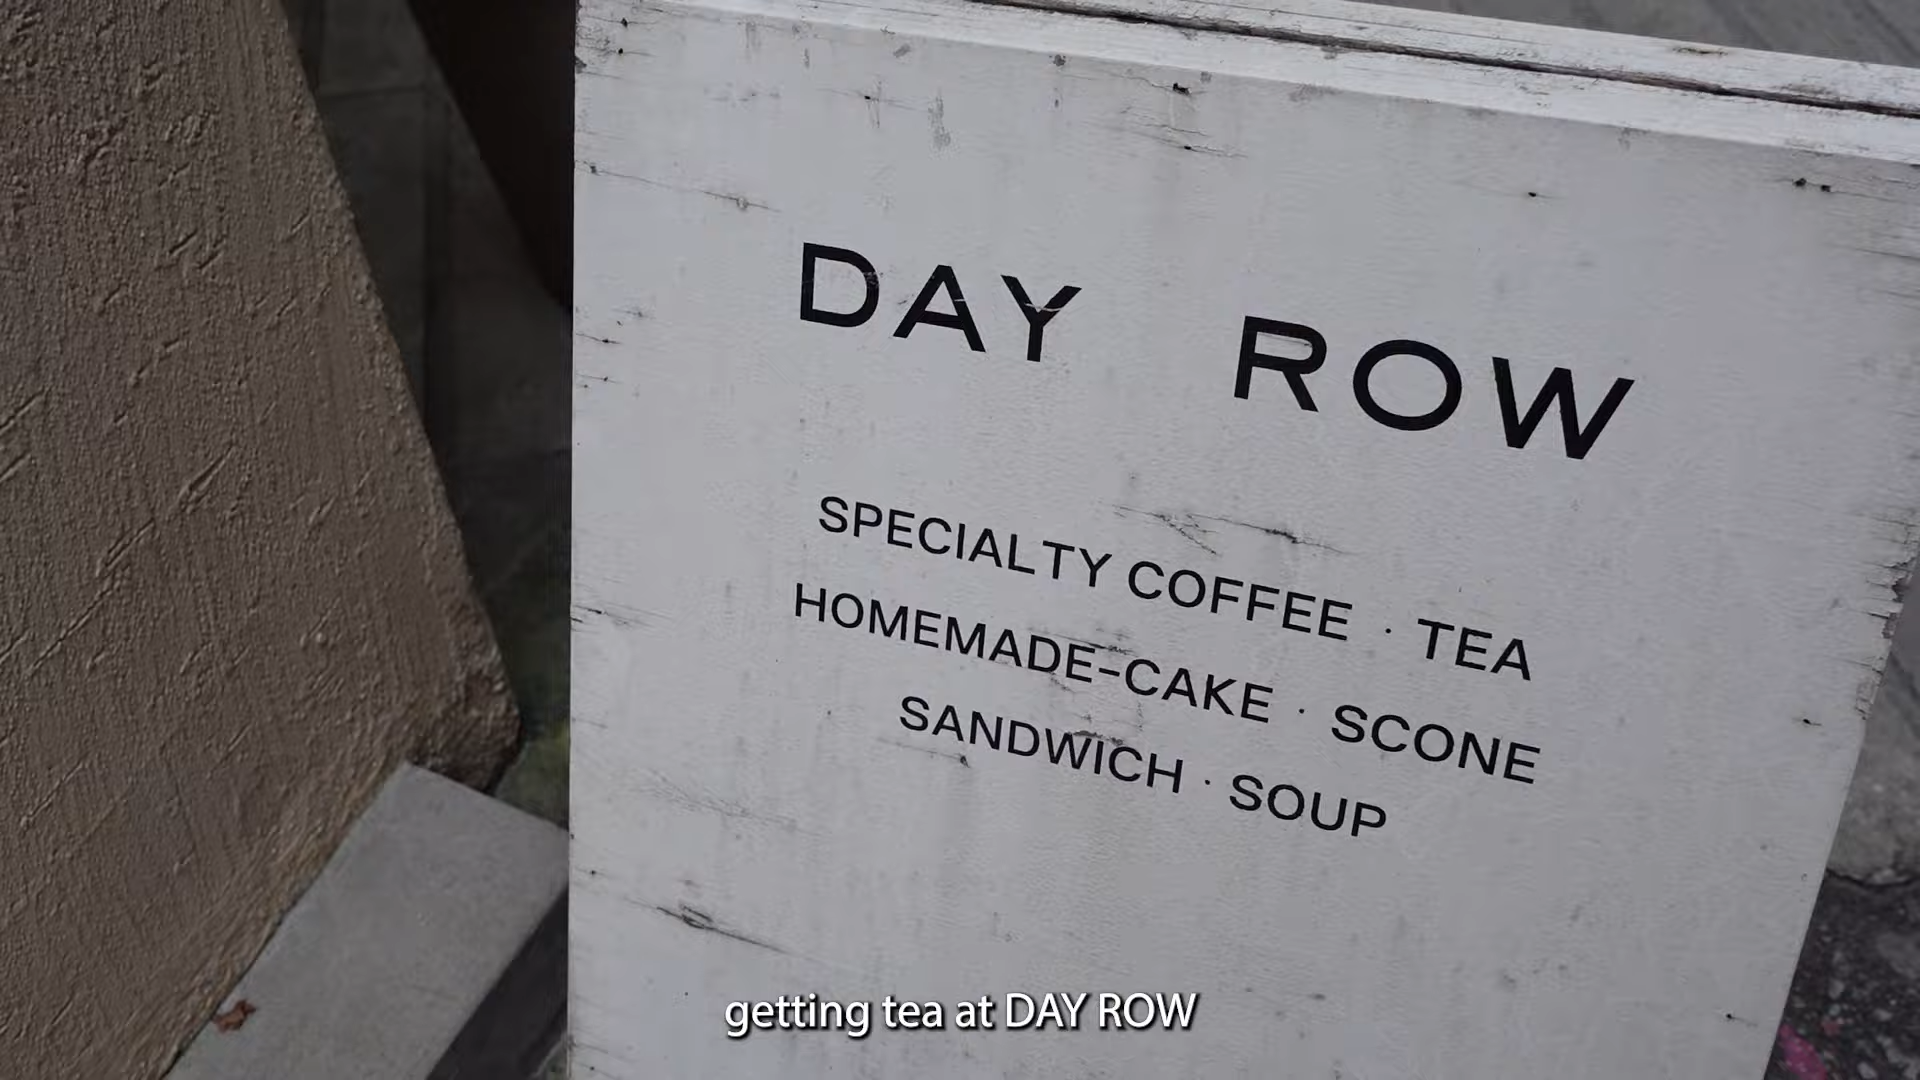 DAY ROW
SPECIALTY COFFEE · TEA
HOMEMADE-CAKE · SCONE
SANDWICH · SOUP
getting tea at DAY ROW